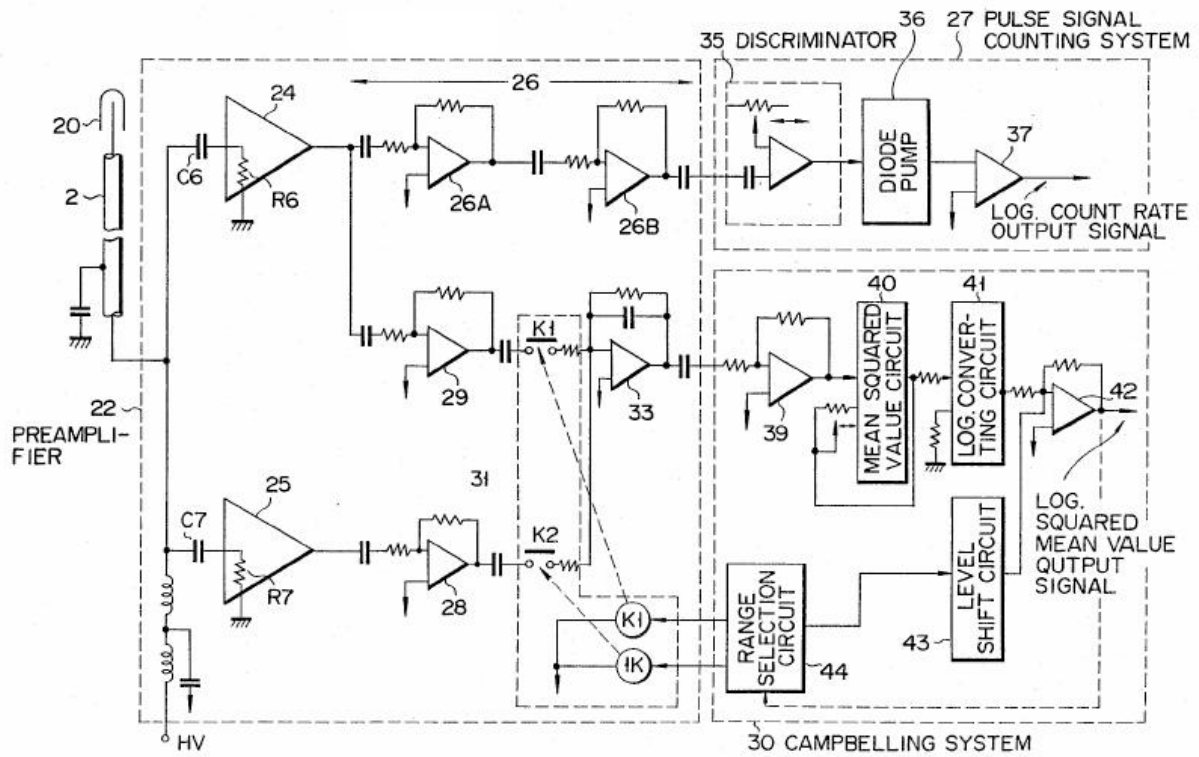 36
27 PULSE SIGNAL
COUNTING SYSTEM
35 DISCRIMINATOR
26
24
20
C6
R6
2
26A
26B
DIODE
PUMP
37
LOG. COUNT RATE
OUTPUT SIGNAL
40
41
K1
29
33
39
MEAN SQUARED
VALUE CIRCUIT
LOG. CONVER-
TING CIRCUIT
42
22
PREAMPLI-
FIER
25
31
C7
R7
28
K2
K1
1K
RANGE
SELECTION
CIRCUIT
44
43
LEVEL
SHIFT CIRCUIT
LOG.
SQUARED
MEAN VALUE
QUTPUT
SIGNAL
HV
30 CAMPBELLING SYSTEM